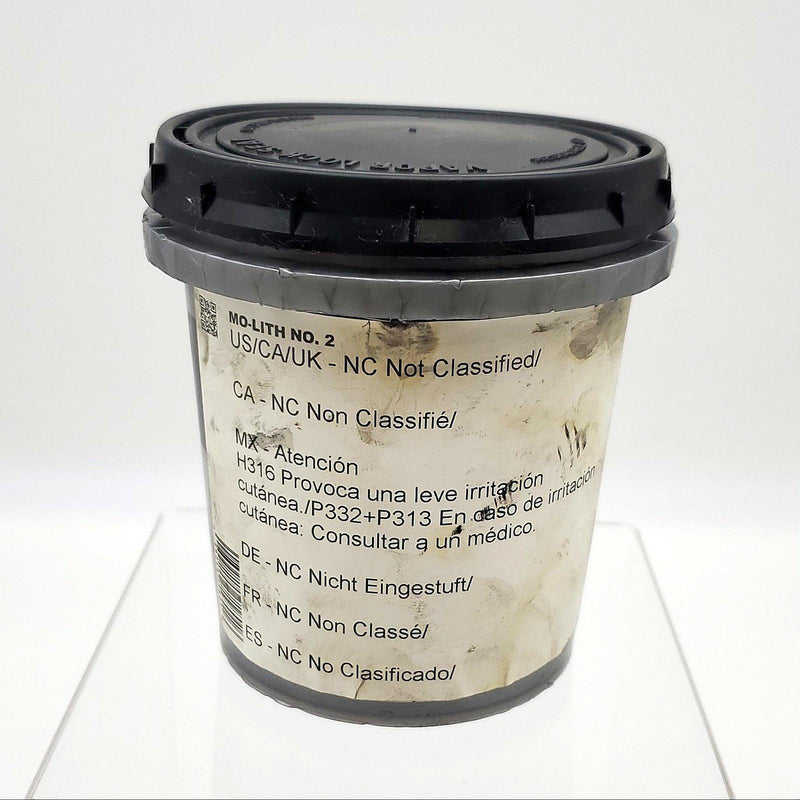 MO-LITH NO. 2
US/CA/UK - NC Not Classified/
CA - NC Non Classifié/
MX - Atención
H316 Provoca una leve irritación
cutánea./P332+P313 En caso de irritación
cutánea: Consultar a un médico.
DE - NC Nicht Eingestuft/
FR - NC Non Classé/
ES - NC No Clasificado/